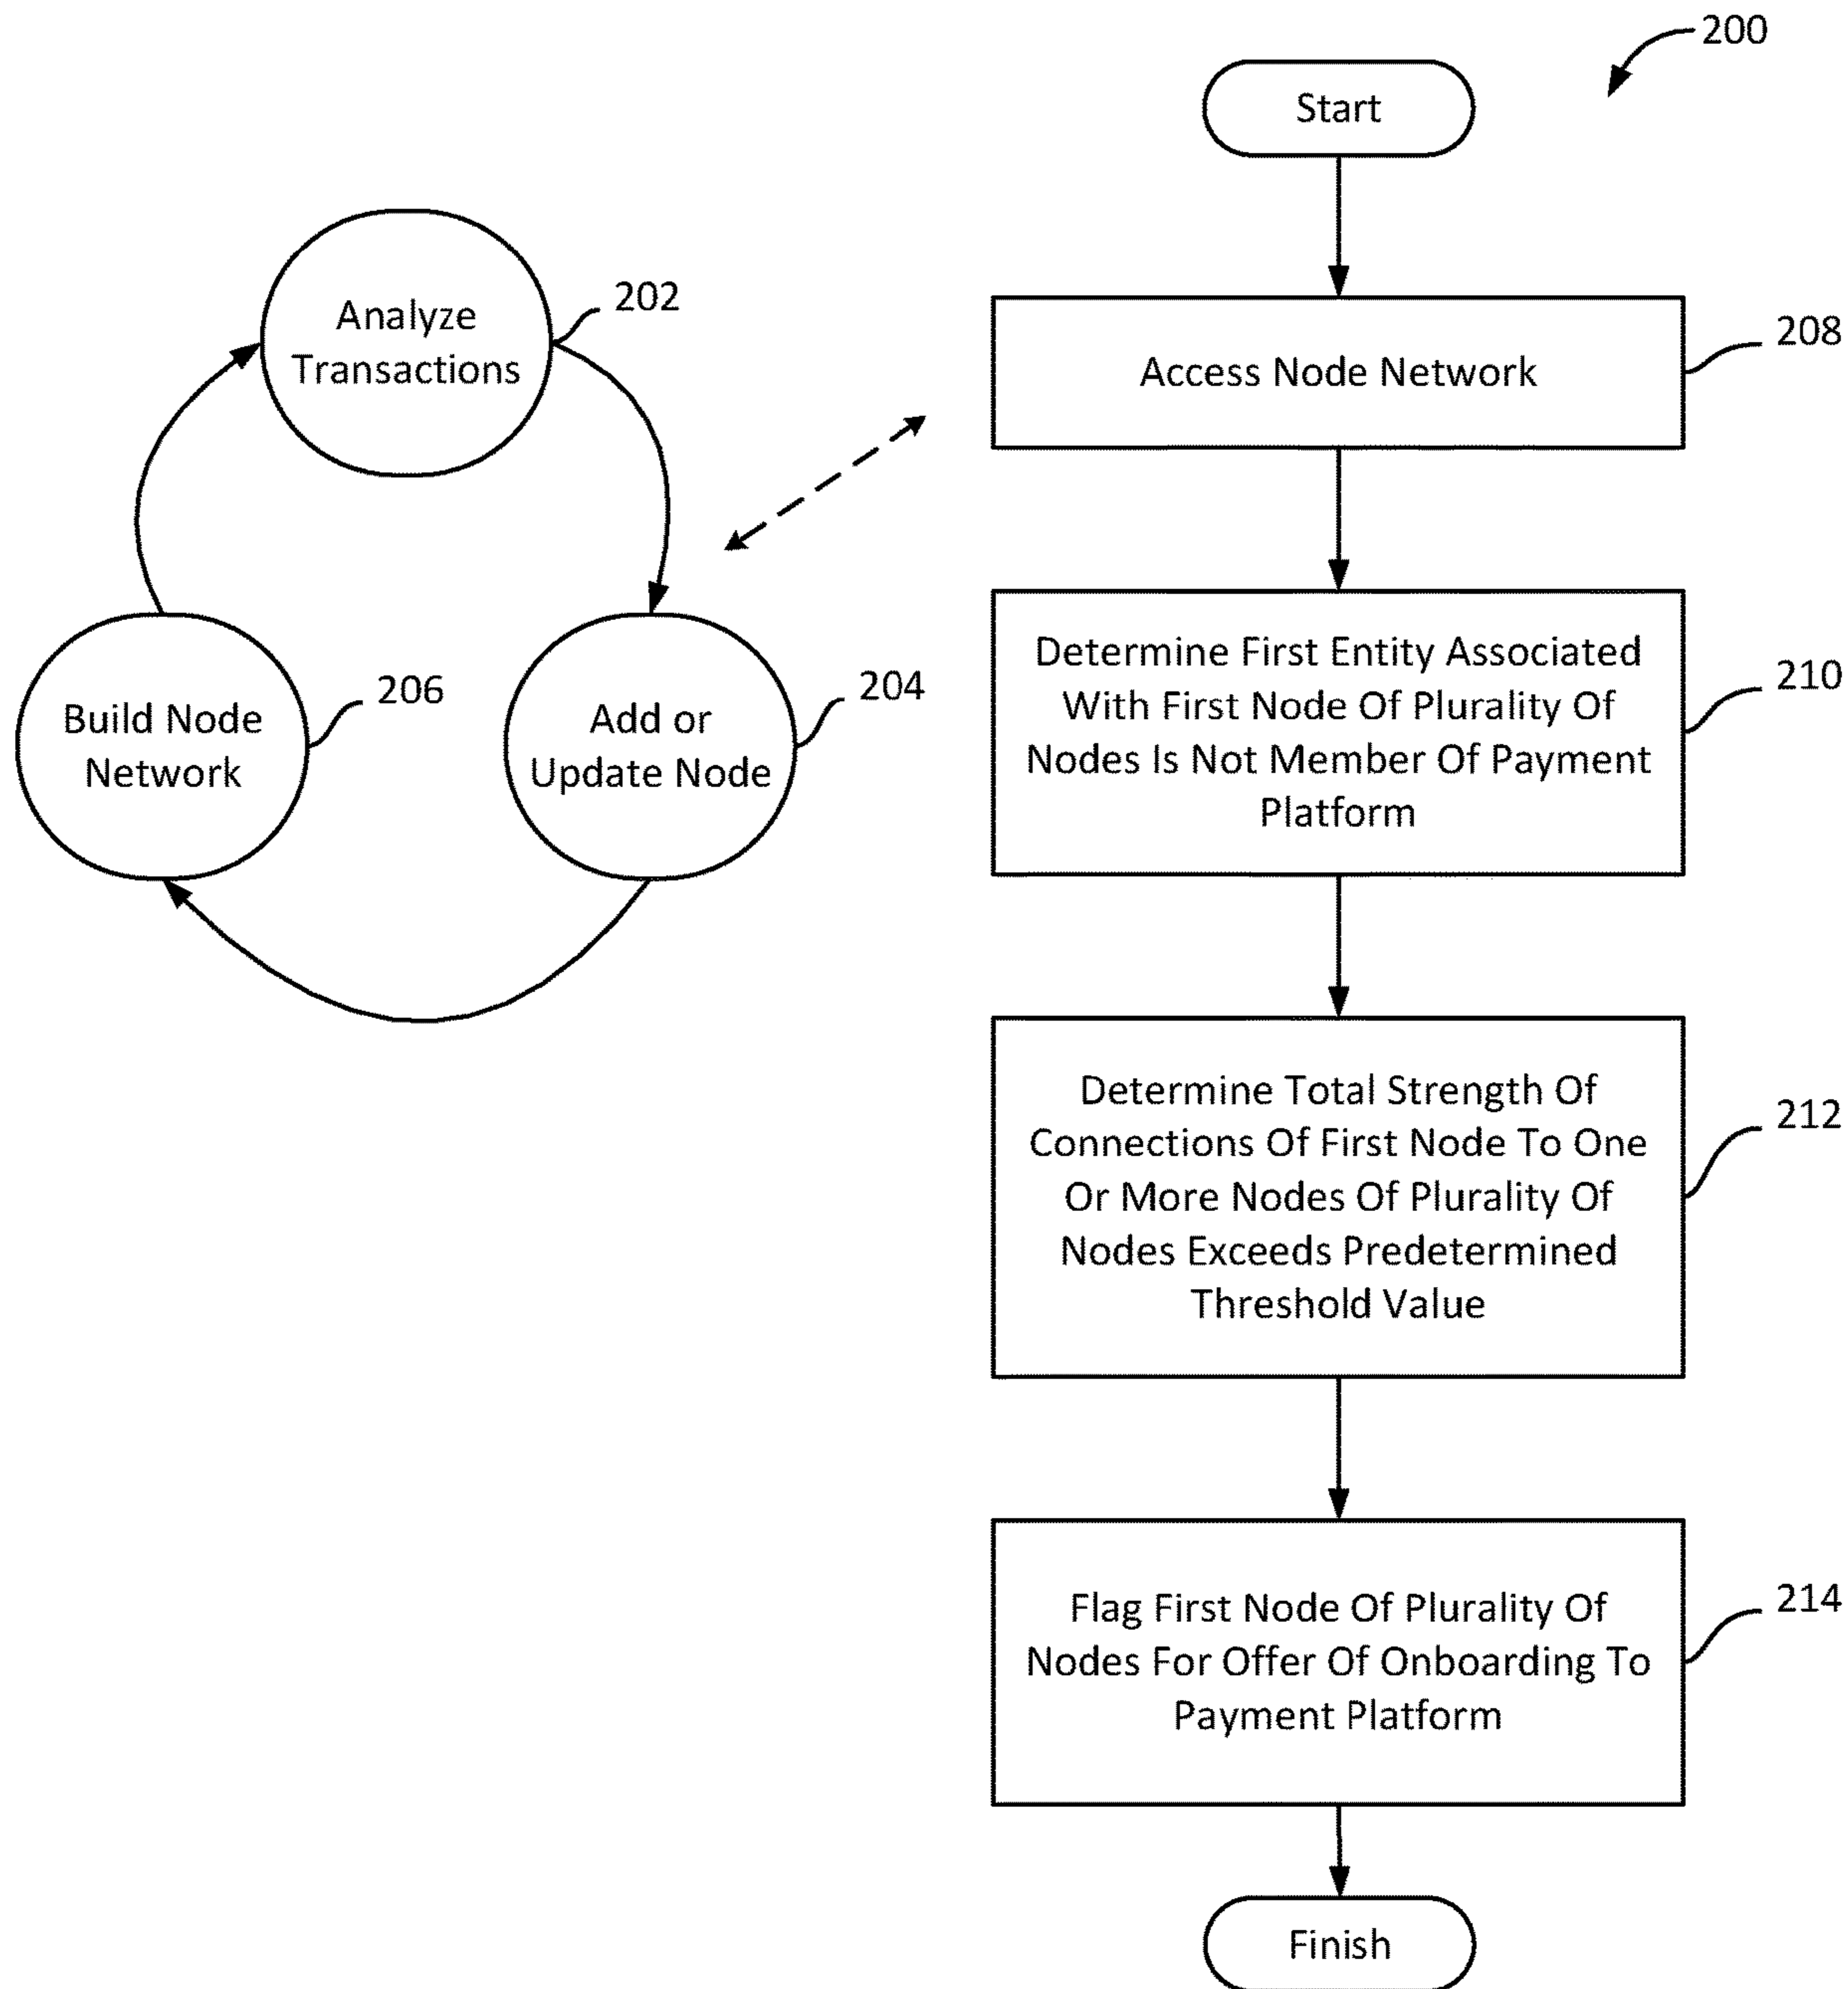 200
Start
Analyze
Transactions
202
Access Node Network
208
Build Node
Network
206
Add or
Update Node
204
Determine First Entity Associated
With First Node Of Plurality Of
Nodes Is Not Member Of Payment
Platform
210
Determine Total Strength Of
Connections Of First Node To One
Or More Nodes Of Plurality Of
Nodes Exceeds Predetermined
Threshold Value
212
Flag First Node Of Plurality Of
Nodes For Offer Of Onboarding To
Payment Platform
214
Finish